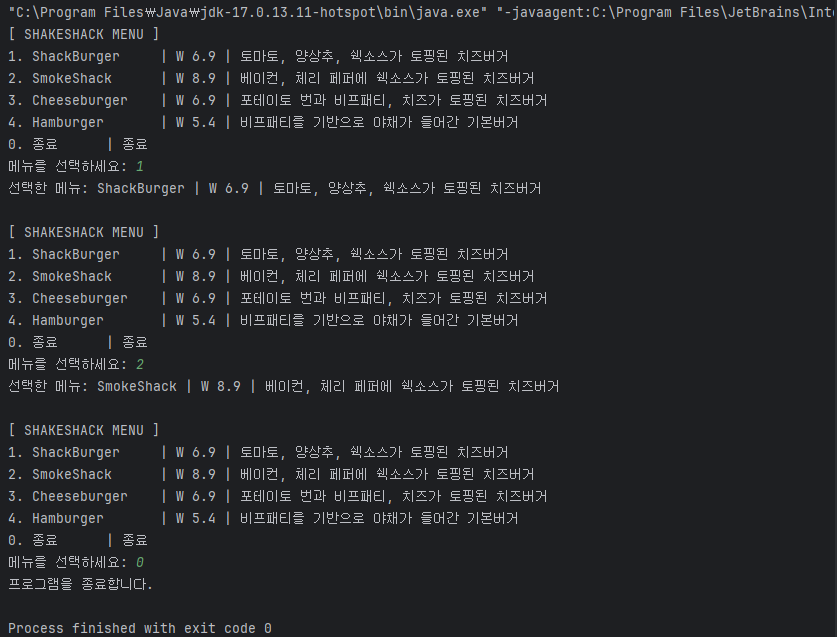 "C:\Program Files₩Java₩jdk-17.0.13.11-hotspot\bin\java.exe" "-javaagent:C:\Program Files\JetBrains\Inte
[ SHAKESHACK MENU ]
1. ShackBurger | W 6.9 | 토마토, 양상추, 쉑소스가 토핑된 치즈버거
2. SmokeShack | W 8.9 | 베이컨, 체리 페퍼에 쉑소스가 토핑된 치즈버거
3. Cheeseburger | W 6.9 | 포테이토 번과 비프패티, 치즈가 토핑된 치즈버거
4. Hamburger | W 5.4 | 비프패티를 기반으로 야채가 들어간 기본버거
0. 종료 | 종료
메뉴를 선택하세요: 1
선택한 메뉴: ShackBurger | W 6.9 | 토마토, 양상추, 쉑소스가 토핑된 치즈버거
[ SHAKESHACK MENU ]
1. ShackBurger | W 6.9 | 토마토, 양상추, 쉑소스가 토핑된 치즈버거
2. SmokeShack | W 8.9 | 베이컨, 체리 페퍼에 쉑소스가 토핑된 치즈버거
3. Cheeseburger | W 6.9 | 포테이토 번과 비프패티, 치즈가 토핑된 치즈버거
4. Hamburger | W 5.4 | 비프패티를 기반으로 야채가 들어간 기본버거
0. 종료 | 종료
메뉴를 선택하세요: 2
선택한 메뉴: SmokeShack | W 8.9 | 베이컨, 체리 페퍼에 쉑소스가 토핑된 치즈버거
[ SHAKESHACK MENU ]
1. ShackBurger | W 6.9 | 토마토, 양상추, 쉑소스가 토핑된 치즈버거
2. SmokeShack | W 8.9 | 베이컨, 체리 페퍼에 쉑소스가 토핑된 치즈버거
3. Cheeseburger | W 6.9 | 포테이토 번과 비프패티, 치즈가 토핑된 치즈버거
4. Hamburger | W 5.4 | 비프패티를 기반으로 야채가 들어간 기본버거
0. 종료 | 종료
메뉴를 선택하세요: 0
프로그램을 종료합니다.
Process finished with exit code 0